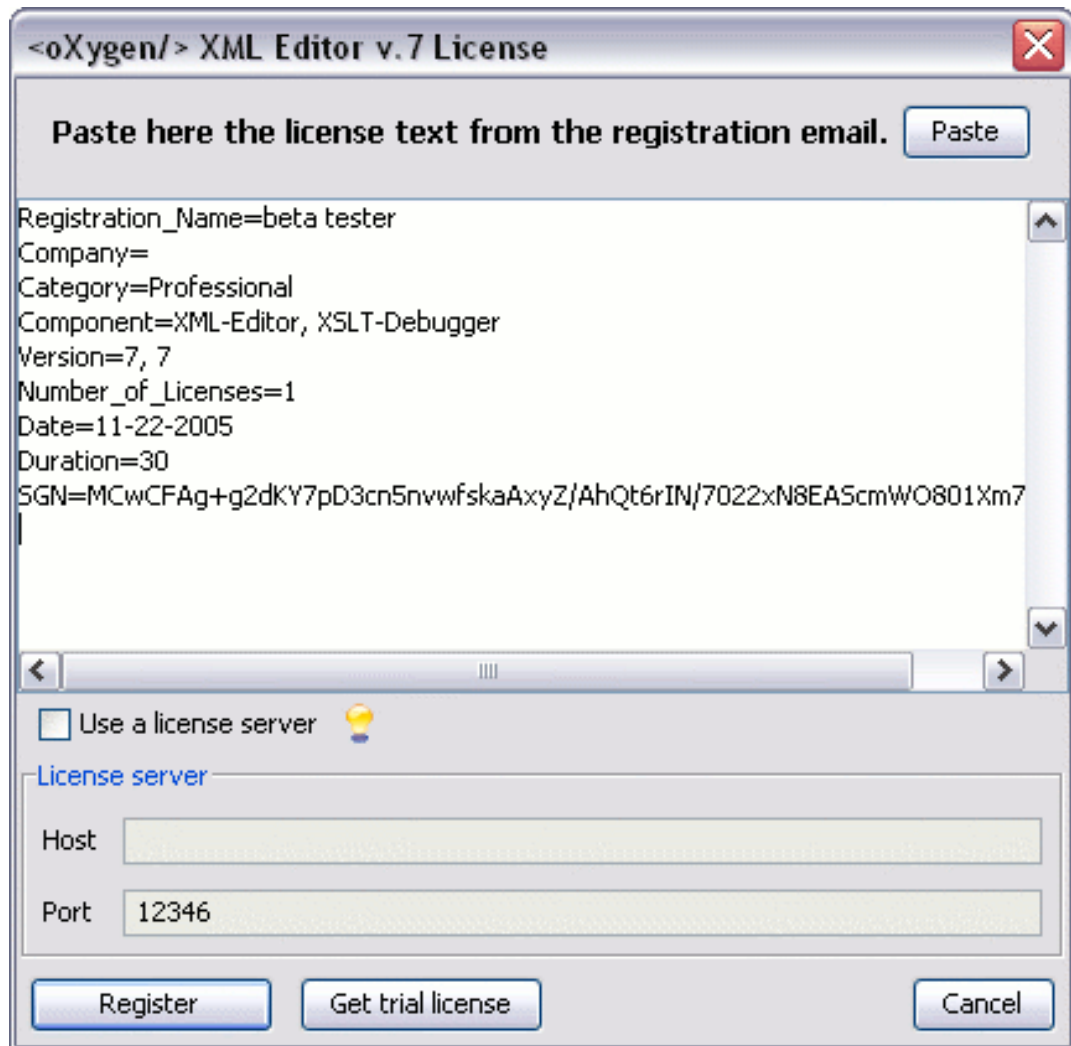 <oXygen/> XML Editor v.7 License
Paste here the license text from the registration email. Paste
Registration_Name=beta tester
Company=
Category=Professional
Component=XML-Editor, XSLT-Debugger
Version=7, 7
Number_of_Licenses=1
Date=11-22-2005
Duration=30
SGN=MCwCFAg+g2dKY7pD3cn5nvwfskaAxyZ/AhQt6rIN/7022xN8EAScmWO801Xm7
Use a license server
License server
Host
Port 12346
Register Get trial license Cancel